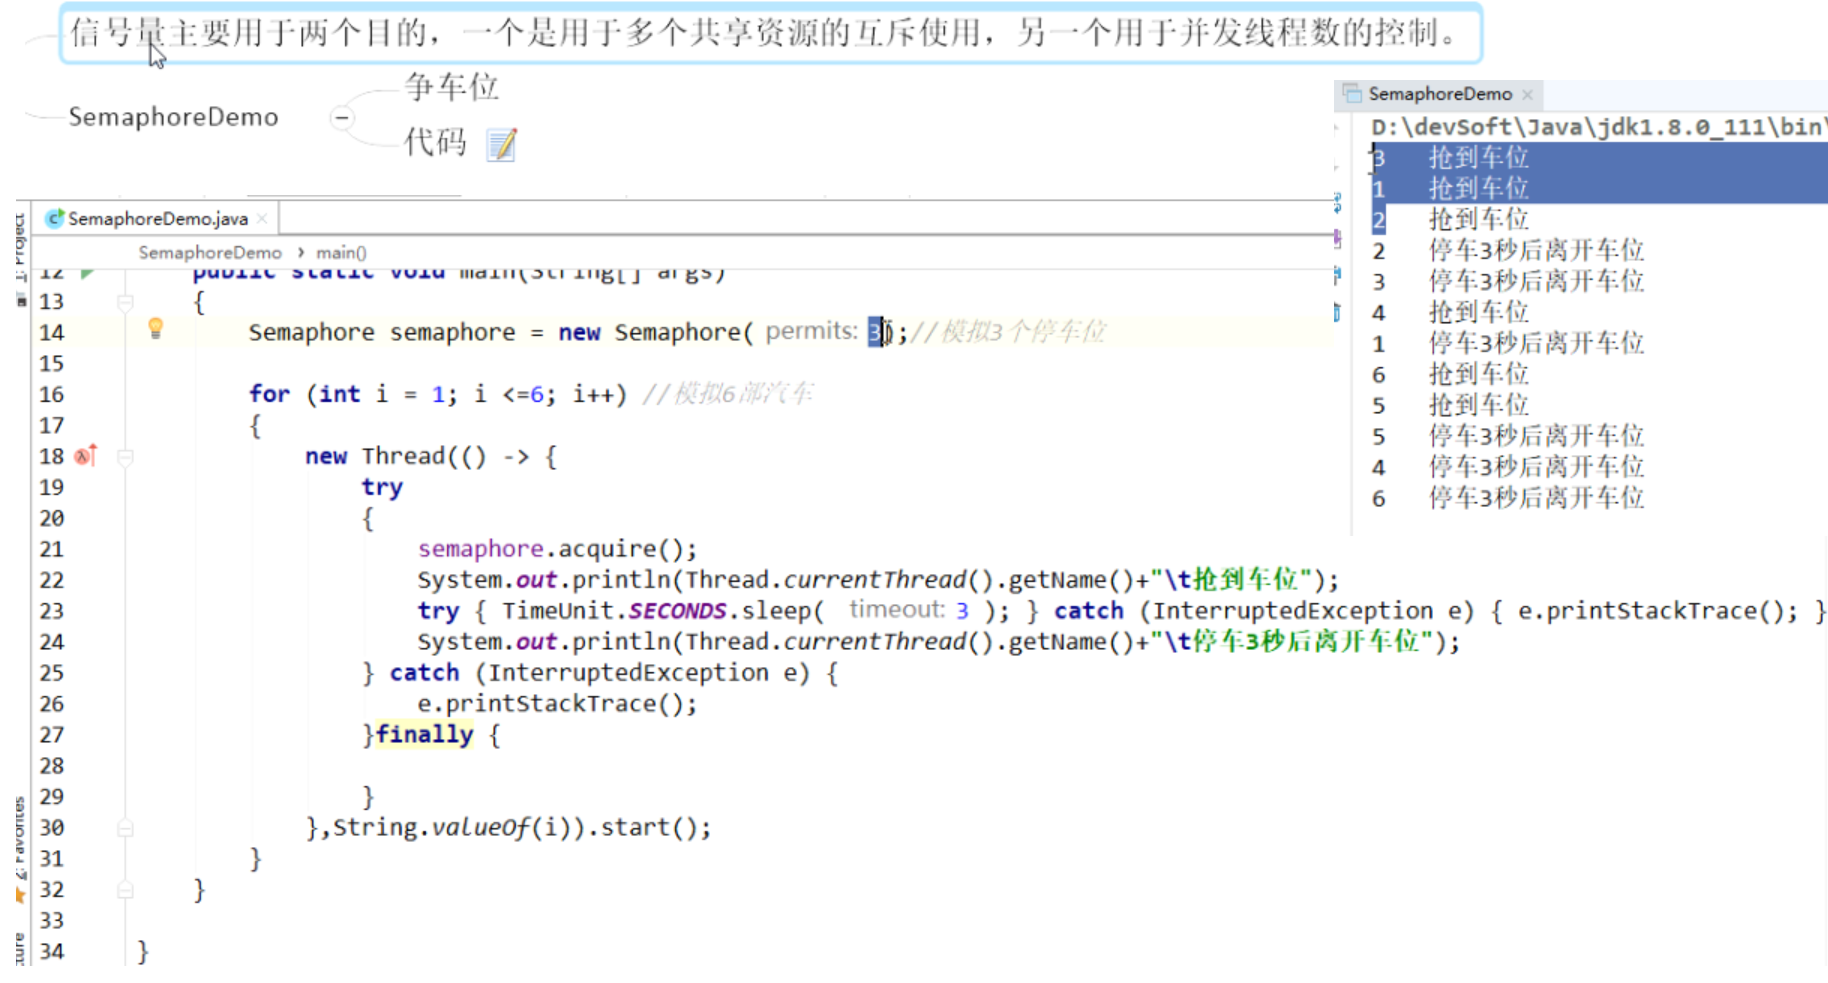 信号量主要用于两个目的，一个是用于多个共享资源的互斥使用，另一个用于并发线程数的控制。
SemaphoreDemo
争车位
代码
SemaphoreDemo.java
SemaphoreDemo › main()
12 public static void main(String[] args)
13 {
14 Semaphore semaphore = new Semaphore( permits: 3);//模拟3个停车位
15
16 for (int i = 1; i <=6; i++) //模拟6部汽车
17 {
18 new Thread(() -> {
19 try
20 {
21 semaphore.acquire();
22 System.out.println(Thread.currentThread().getName()+"\t抢到车位");
23 try { TimeUnit.SECONDS.sleep( timeout: 3 ); } catch (InterruptedException e) { e.printStackTrace(); }
24 System.out.println(Thread.currentThread().getName()+"\t停车3秒后离开车位");
25 } catch (InterruptedException e) {
26 e.printStackTrace();
27 }finally {
28
29 }
30 },String.valueOf(i)).start();
31 }
32 }
33
34 }
Project
2: Favorites
SemaphoreDemo
D:\devSoft\Java\jdk1.8.0_111\bin\
3 抢到车位
1 抢到车位
2 抢到车位
2 停车3秒后离开车位
3 停车3秒后离开车位
4 抢到车位
1 停车3秒后离开车位
6 抢到车位
5 抢到车位
5 停车3秒后离开车位
4 停车3秒后离开车位
6 停车3秒后离开车位